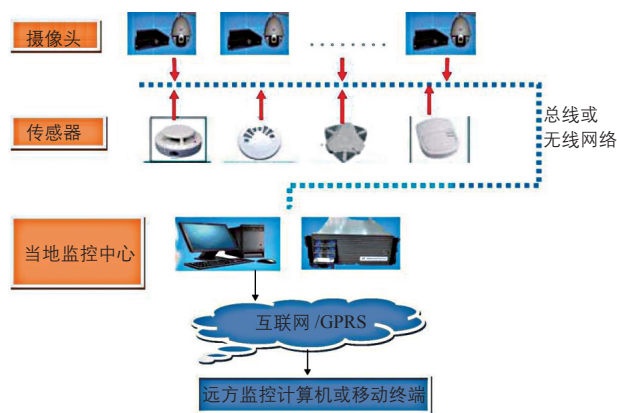 摄像头
传感器
总线或
无线网络
当地监控中心
互联网/GPRS
远方监控计算机或移动终端